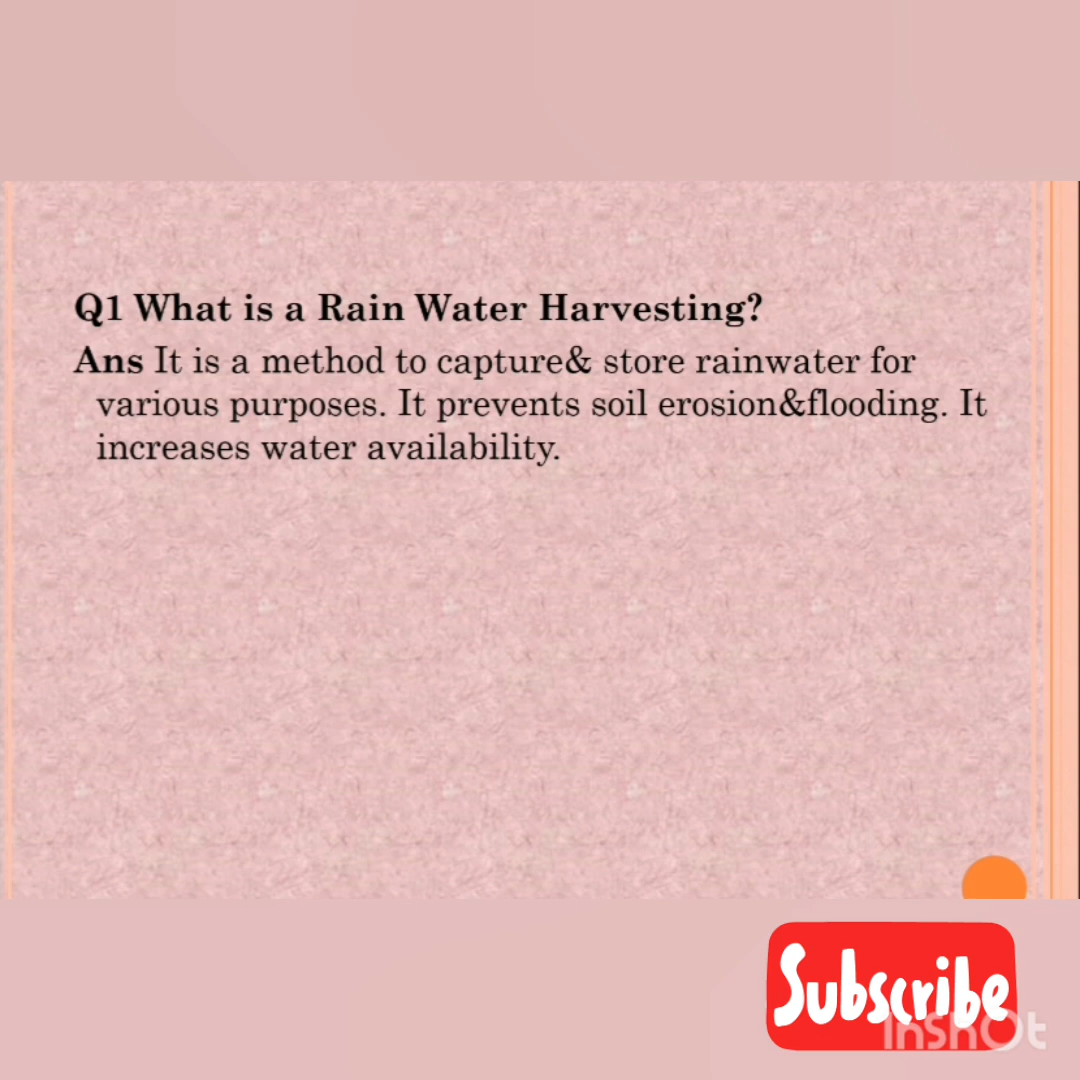 Q1 What is a Rain Water Harvesting?
Ans It is a method to capture& store rainwater for
various purposes. It prevents soil erosion&flooding. It
increases water availability.
Subscribe
InShOt